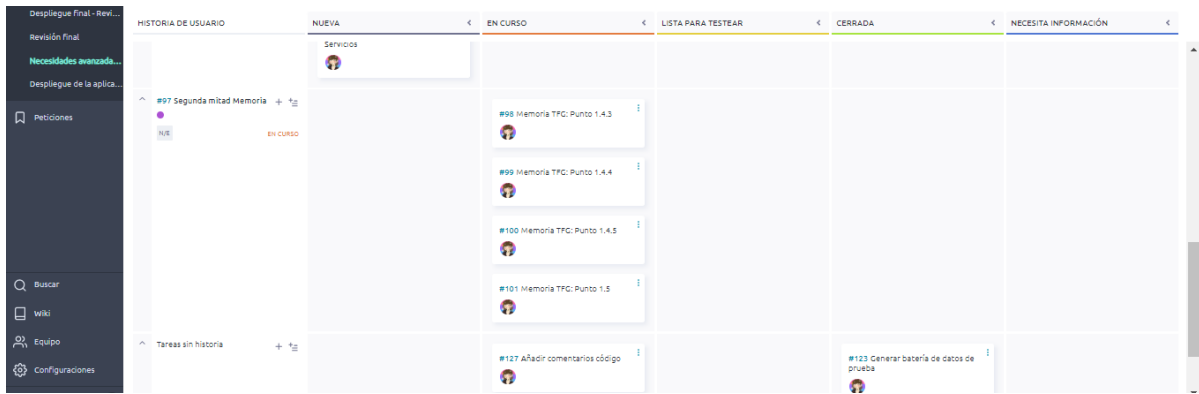 Despliegue final - Revi...
Revisión final
Necesidades avanzada...
Despliegue de la aplica...
Peticiones
Buscar
Wiki
Equipo
Configuraciones
HISTORIA DE USUARIO
NUEVA
EN CURSO
LISTA PARA TESTEAR
CERRADA
NECESITA INFORMACIÓN
Servicios
#97 Segunda mitad Memoria
N/E
EN CURSO
#98 Memoria TFG: Punto 1.4.3
#99 Memoria TFG: Punto 1.4.4
#100 Memoria TFG: Punto 1.4.5
#101 Memoria TFG: Punto 1.5
Tareas sin historia
#127 Añadir comentarios código
#123 Generar batería de datos de
prueba